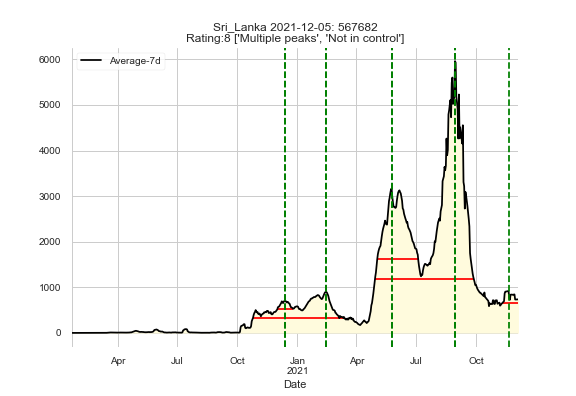 Sri_Lanka 2021-12-05: 567682
Rating:8 ['Multiple peaks', 'Not in control']
Average-7d
6000
5000
4000
3000
2000
1000
0
Apr Jul Oct Jan Apr Jul Oct
2021
Date